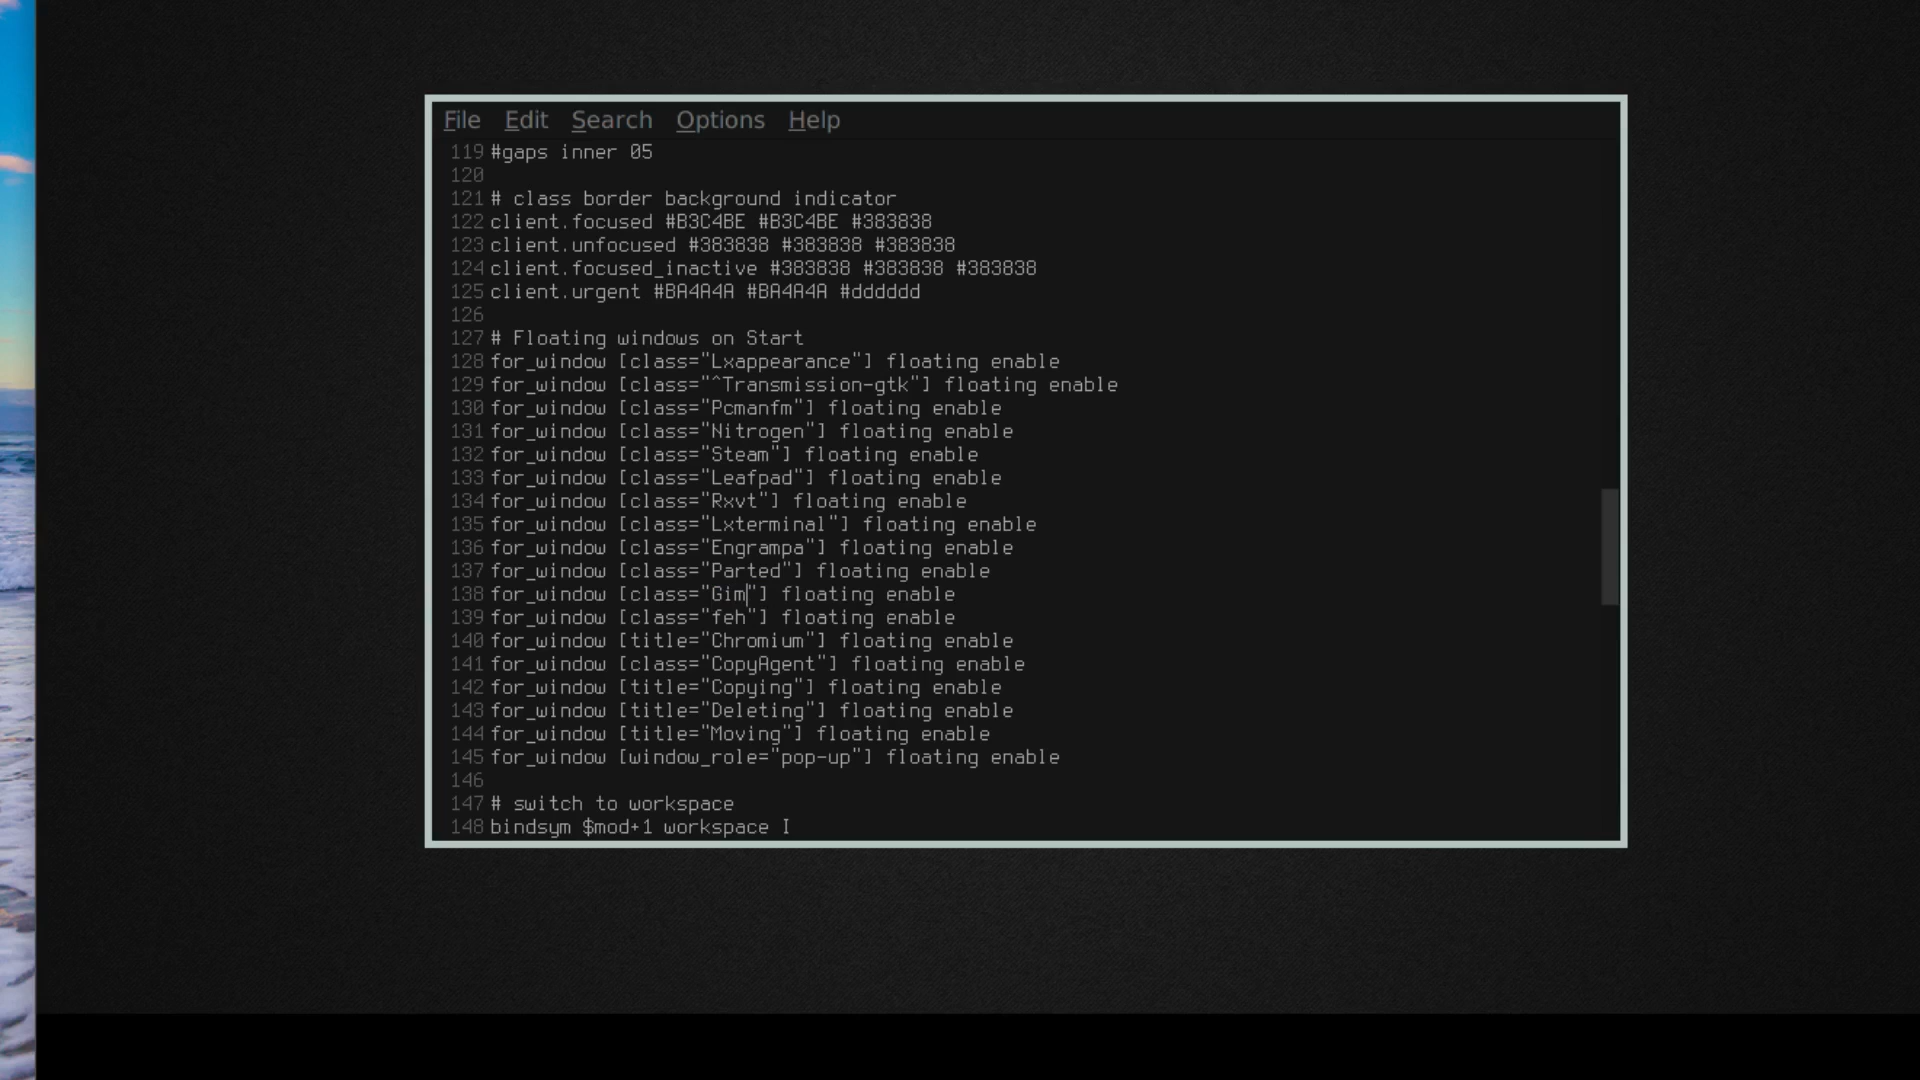 File Edit Search Options Help
119 #gaps inner 05
120
121 # class border background indicator
122 client.focused #B3C4BE #B3C4BE #383838
123 client.unfocused #383838 #383838 #383838
124 client.focused_inactive #383838 #383838 #383838
125 client.urgent #BA4A4A #BA4A4A #dddddd
126
127 # Floating windows on Start
128 for_window [class="Lxappearance"] floating enable
129 for_window [class="^Transmission-gtk"] floating enable
130 for_window [class="Pcmanfm"] floating enable
131 for_window [class="Nitrogen"] floating enable
132 for_window [class="Steam"] floating enable
133 for_window [class="Leafpad"] floating enable
134 for_window [class="Rxvt"] floating enable
135 for_window [class="Lxterminal"] floating enable
136 for_window [class="Engrampa"] floating enable
137 for_window [class="Parted"] floating enable
138 for_window [class="Gim"] floating enable
139 for_window [class="feh"] floating enable
140 for_window [title="Chromium"] floating enable
141 for_window [class="CopyAgent"] floating enable
142 for_window [title="Copying"] floating enable
143 for_window [title="Deleting"] floating enable
144 for_window [title="Moving"] floating enable
145 for_window [window_role="pop-up"] floating enable
146
147 # switch to workspace
148 bindsym $mod+1 workspace